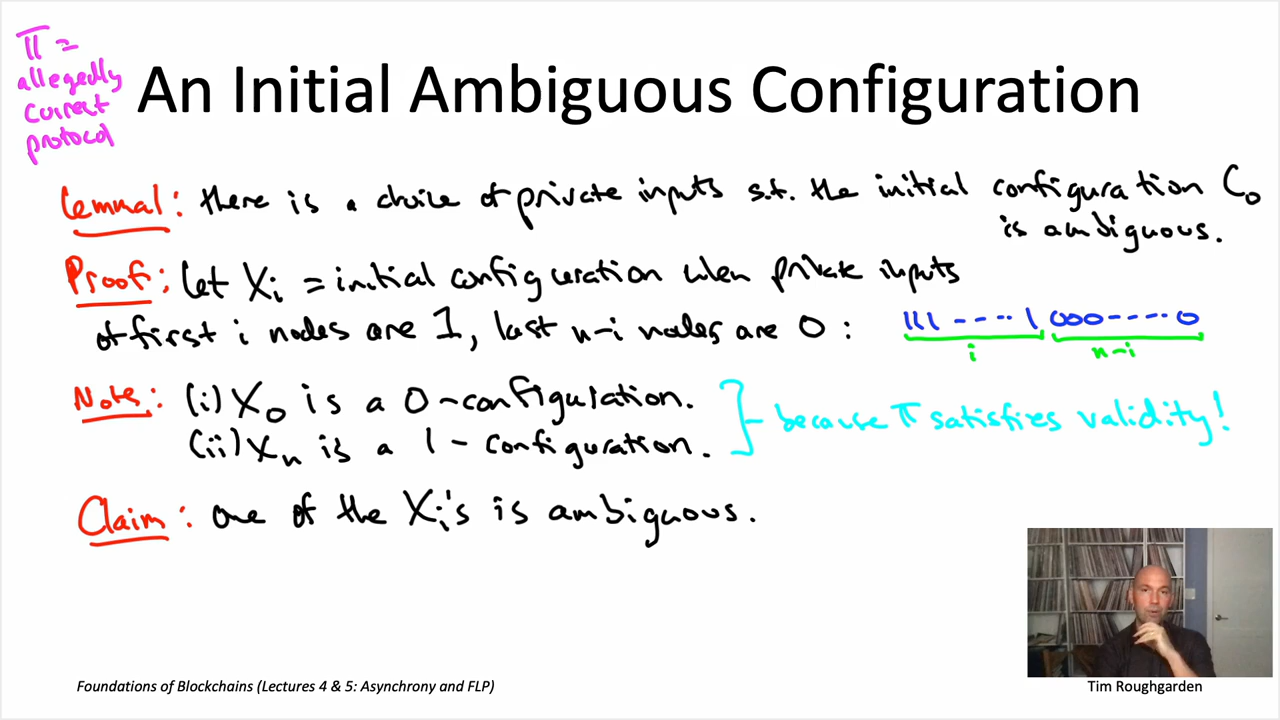 π =
allegedly
correct
protocol
An Initial Ambiguous Configuration
Lemma1: there is a choice of private inputs s.t. the initial configuration C₀
is ambiguous.
Proof: let Xᵢ = initial configuration when private inputs
of first i nodes are 1, last n-i nodes are 0: 111 ---- 1 000 ---- 0
i n-i
Note: (i) X₀ is a 0-configuration.
(ii) Xₙ is a 1-configuration.
because π satisfies validity!
Claim: one of the Xᵢ's is ambiguous.
Foundations of Blockchains (Lectures 4 & 5: Asynchrony and FLP)
Tim Roughgarden